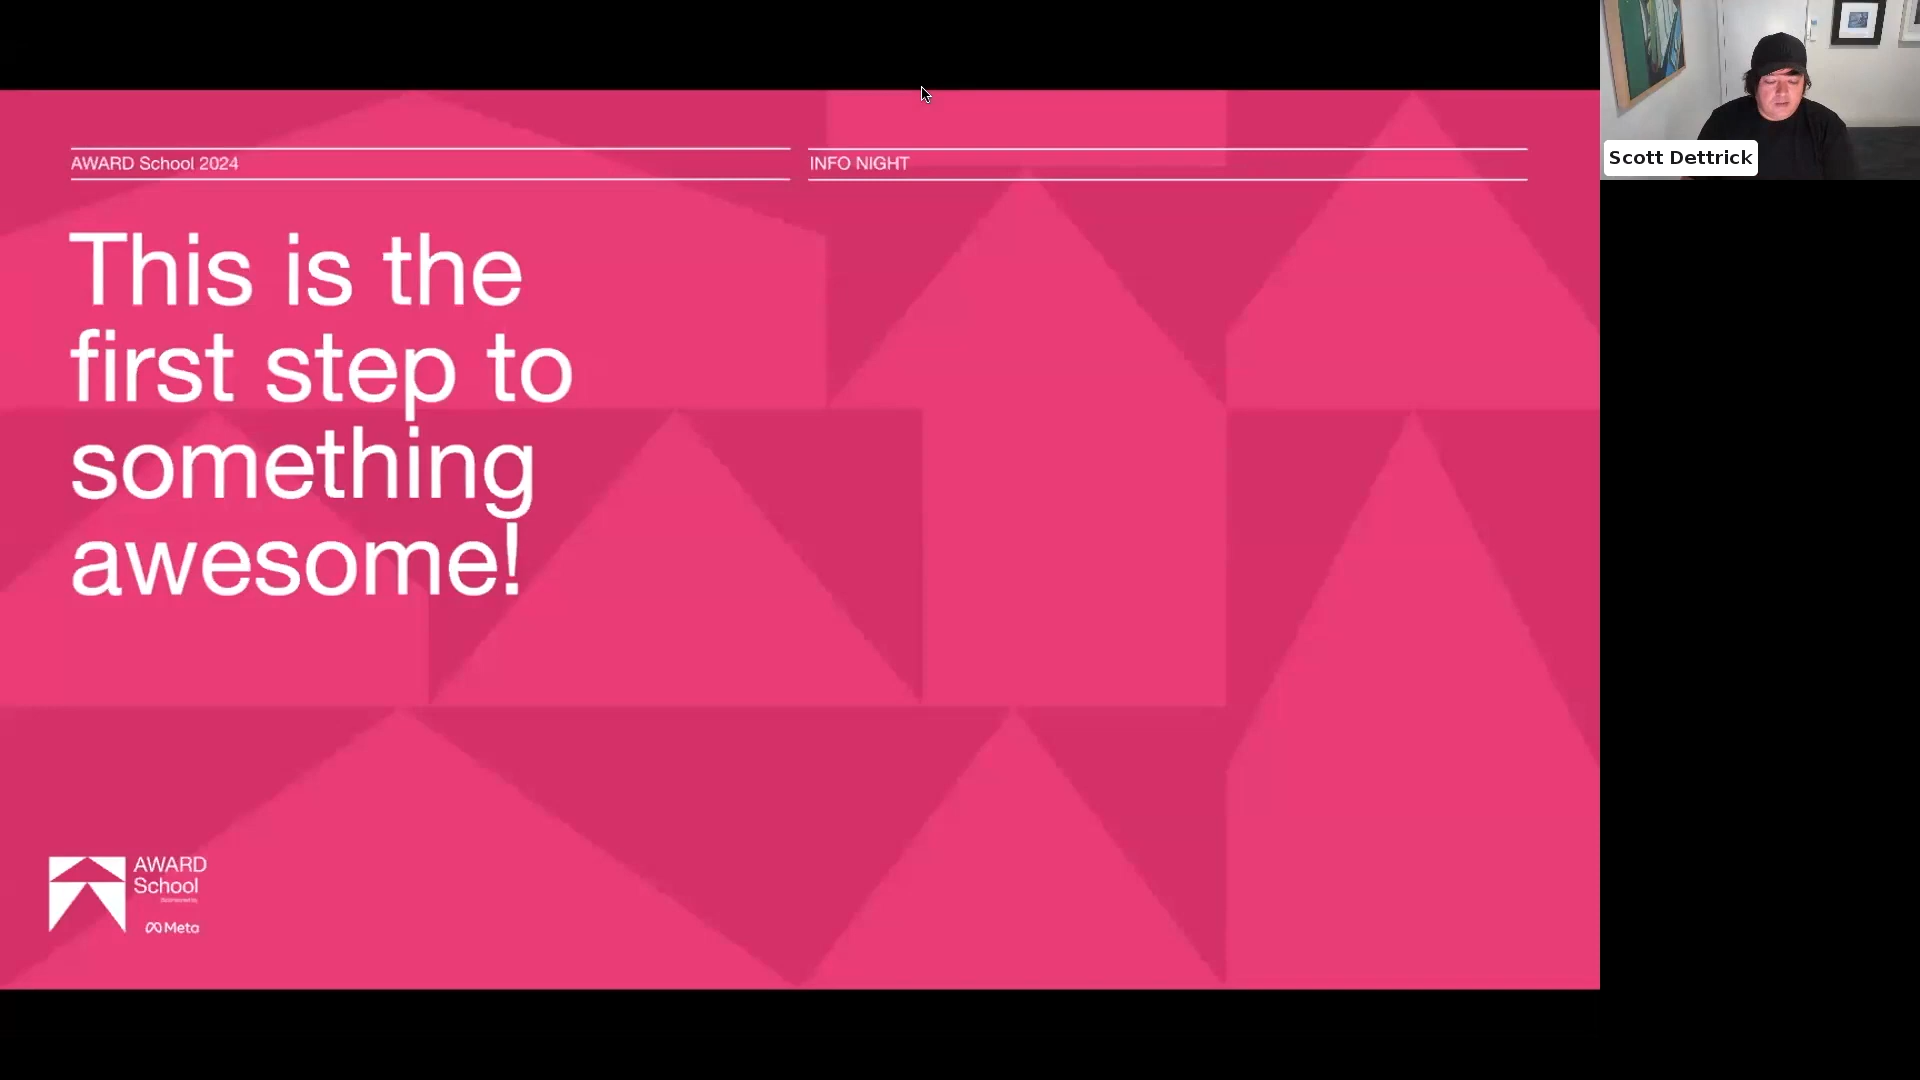 AWARD School 2024
INFO NIGHT
This is the
first step to
something
awesome!
AWARD
School
Meta
Scott Dettrick